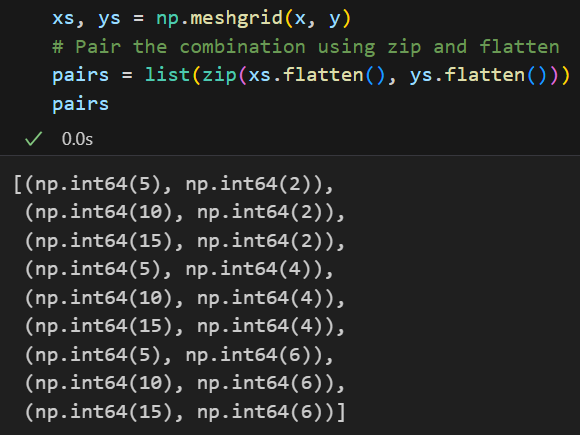 xs, ys = np.meshgrid(x, y)
# Pair the combination using zip and flatten
pairs = list(zip(xs.flatten(), ys.flatten()))
pairs
0.0s
[(np.int64(5), np.int64(2)),
(np.int64(10), np.int64(2)),
(np.int64(15), np.int64(2)),
(np.int64(5), np.int64(4)),
(np.int64(10), np.int64(4)),
(np.int64(15), np.int64(4)),
(np.int64(5), np.int64(6)),
(np.int64(10), np.int64(6)),
(np.int64(15), np.int64(6))]